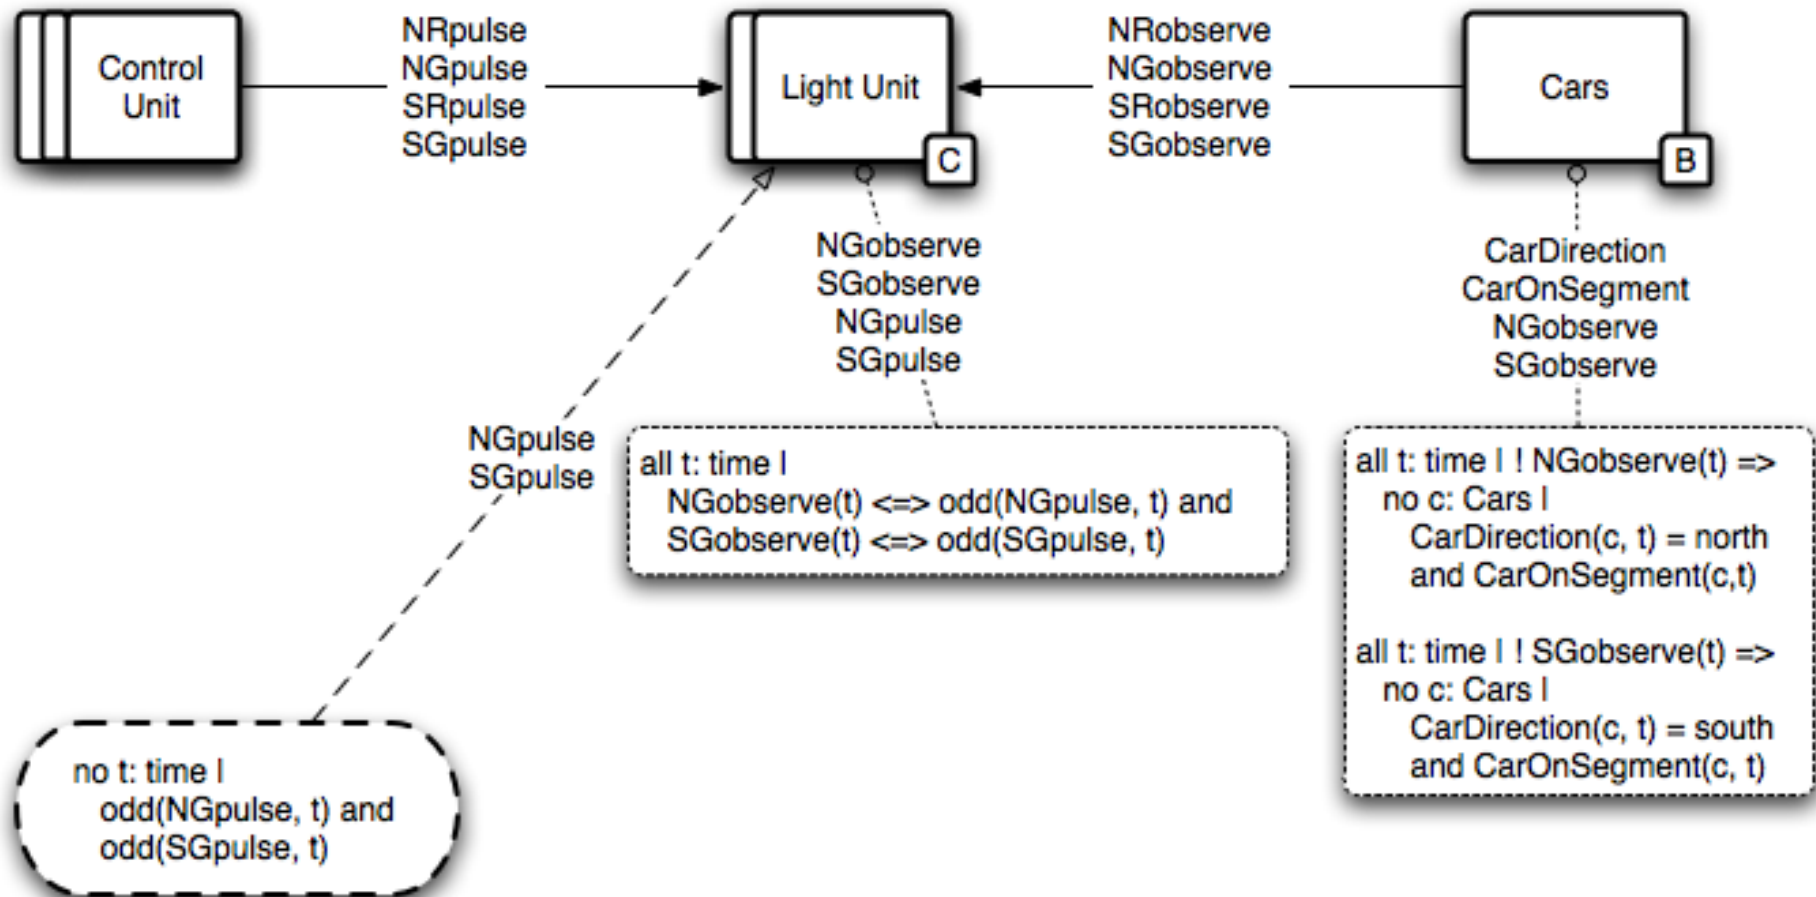 Control
Unit
NRpulse
NGpulse
SRpulse
SGpulse
Light Unit
C
NRobserve
NGobserve
SRobserve
SGobserve
Cars
B
NGobserve
SGobserve
NGpulse
SGpulse
CarDirection
CarOnSegment
NGobserve
SGobserve
NGpulse
SGpulse
all t: time |
NGobserve(t) <=> odd(NGpulse, t) and
SGobserve(t) <=> odd(SGpulse, t)
all t: time | ! NGobserve(t) =>
no c: Cars |
CarDirection(c, t) = north
and CarOnSegment(c,t)
all t: time | ! SGobserve(t) =>
no c: Cars |
CarDirection(c, t) = south
and CarOnSegment(c, t)
no t: time |
odd(NGpulse, t) and
odd(SGpulse, t)